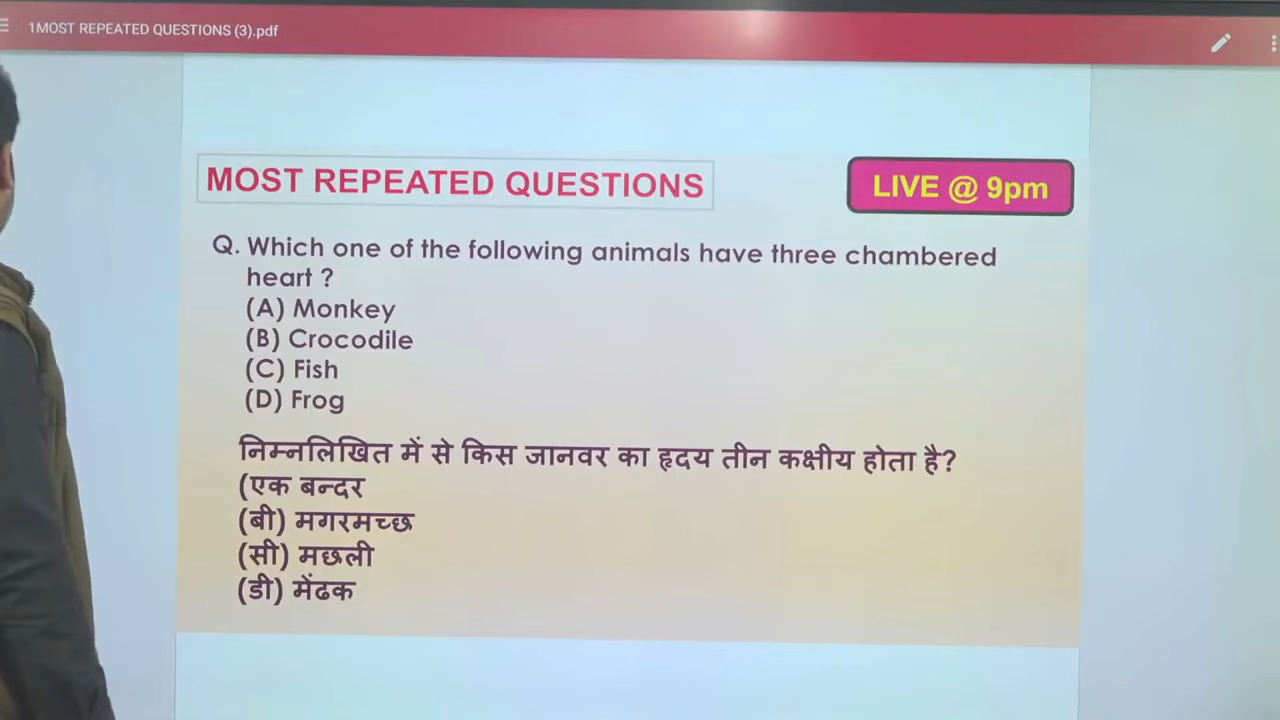 1MOST REPEATED QUESTIONS (3).pdf
MOST REPEATED QUESTIONS
LIVE @ 9pm
Q. Which one of the following animals have three chambered
heart ?
(A) Monkey
(B) Crocodile
(C) Fish
(D) Frog
निम्नलिखित में से किस जानवर का हृदय तीन कक्षीय होता है?
(एक बन्दर
(बी) मगरमच्छ
(सी) मछली
(डी) मेंढक